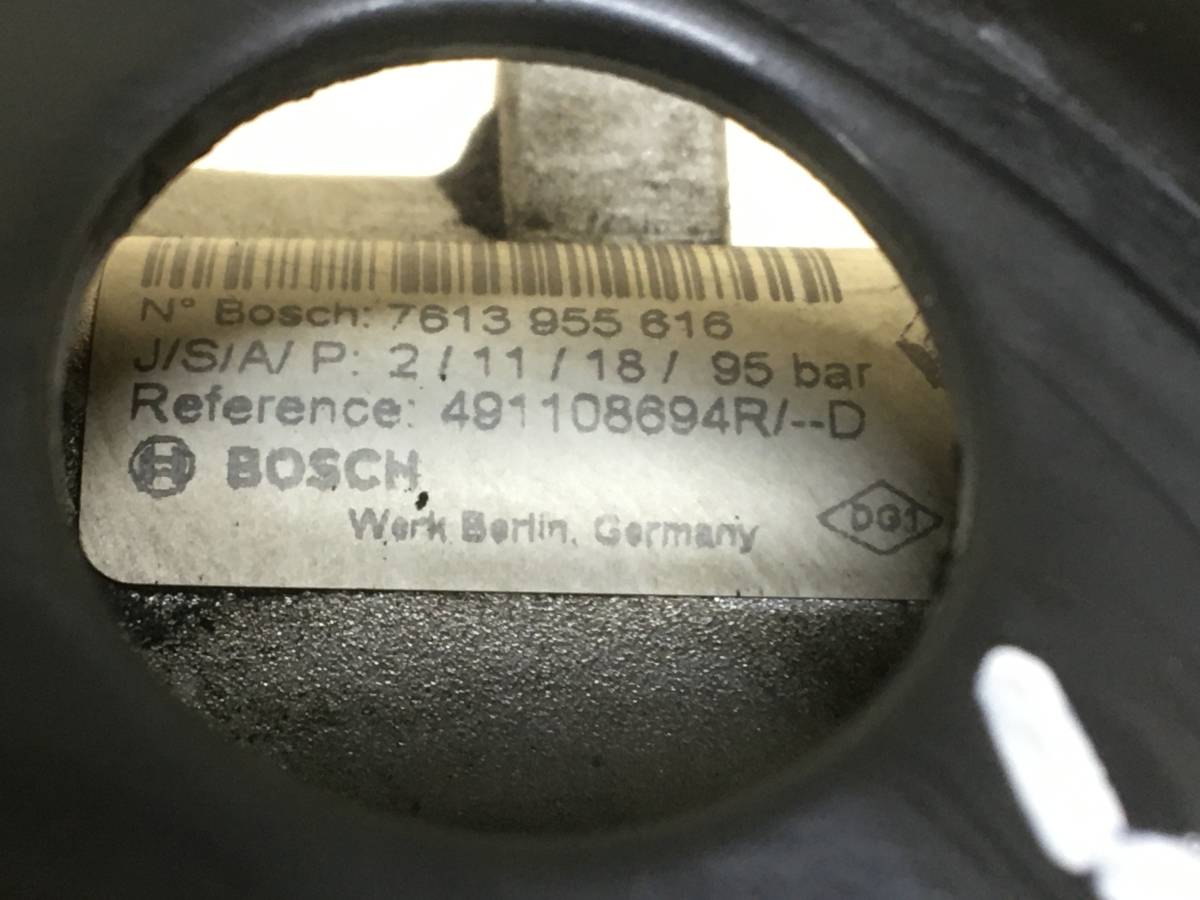 N° Bosch: 7613 955 616
J/S/A/ P: 2 / 11 / 18 / 95 bar
Reference: 491108694R/--D
BOSCH
Werk Berlin, Germany
DG1